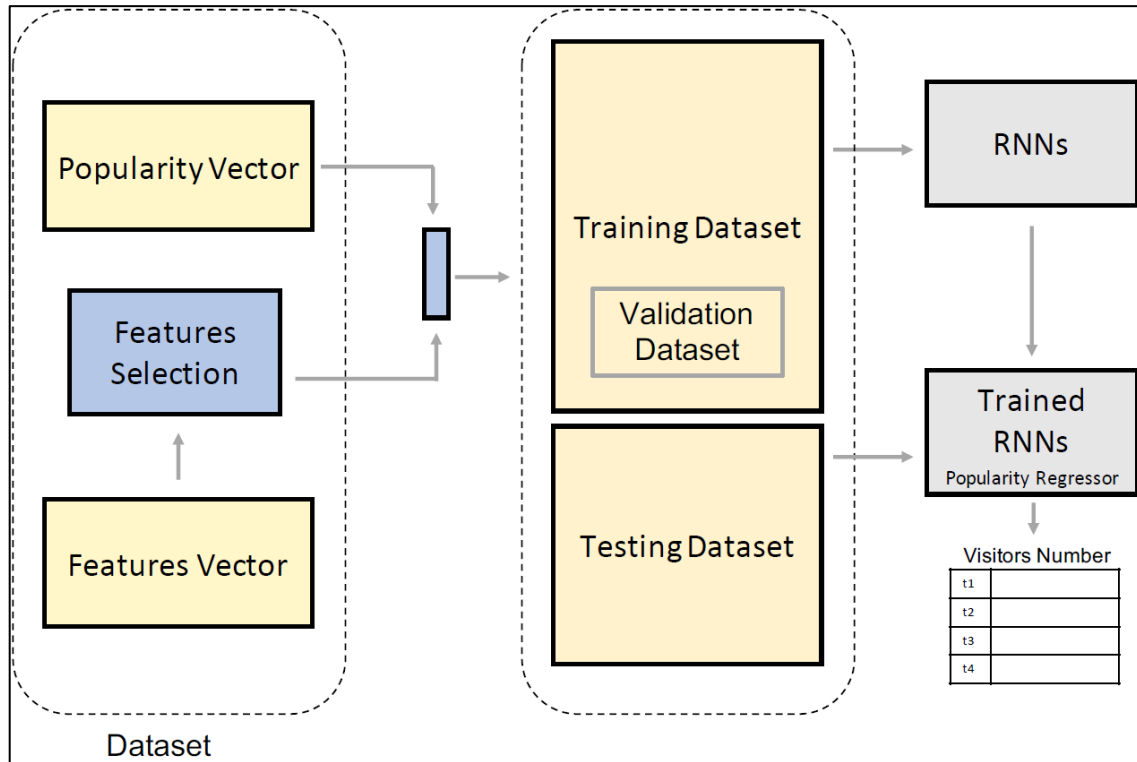 Popularity Vector
Features
Selection
Features Vector
Dataset
Training Dataset
Validation
Dataset
Testing Dataset
RNNs
Trained
RNNs
Popularity Regressor
Visitors Number
t1
t2
t3
t4